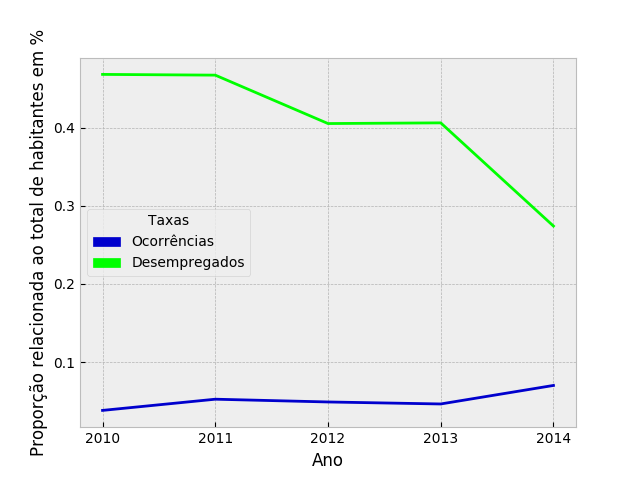 Proporção relacionada ao total de habitantes em %
0.4
0.3
0.2
0.1
Taxas
Ocorrências
Desempregados
2010 2011 2012 2013 2014
Ano